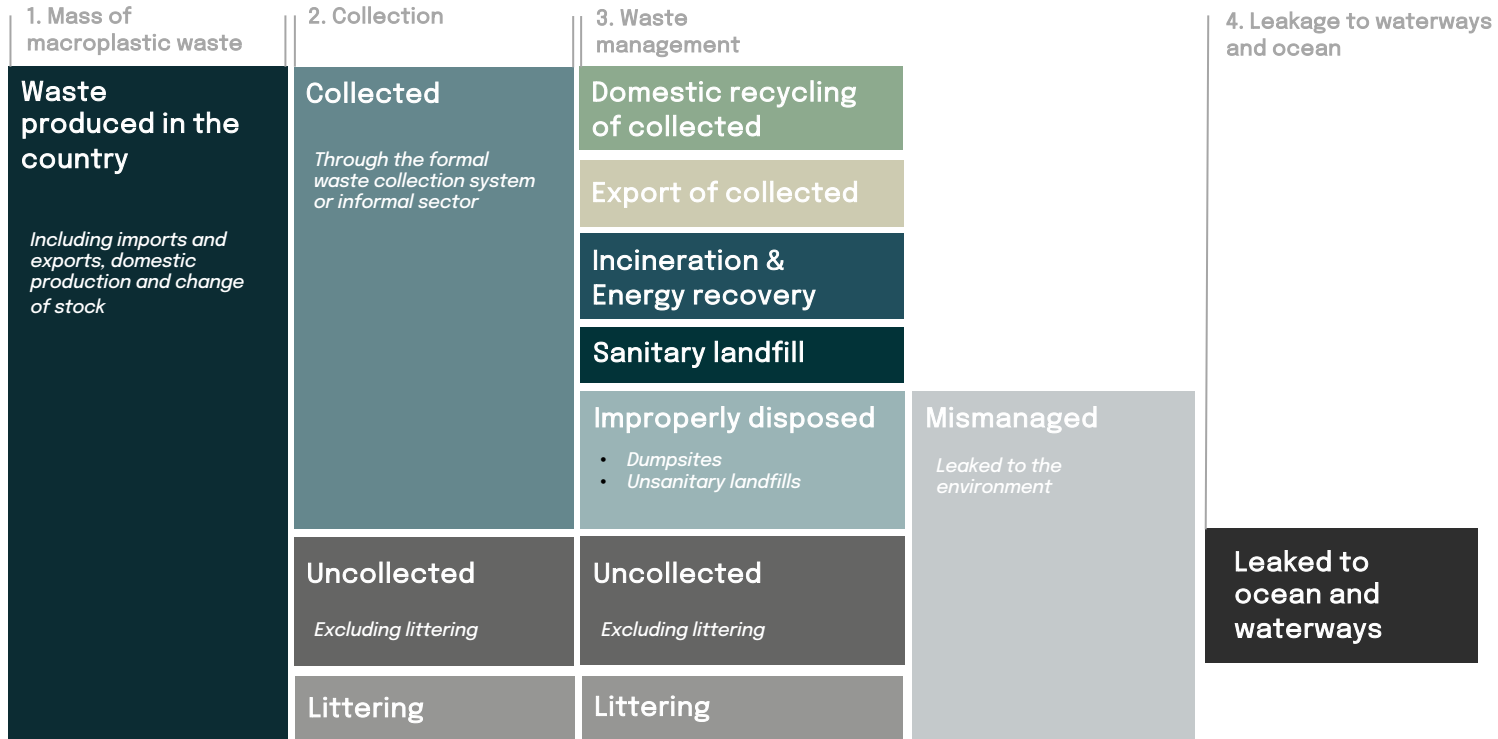 1. Mass of
macroplastic waste
2. Collection
3. Waste
management
4. Leakage to waterways
and ocean
Waste
produced in the
country
Including imports and
exports, domestic
production and change
of stock
Collected
Through the formal
waste collection system
or informal sector
Uncollected
Excluding littering
Littering
Domestic recycling
of collected
Export of collected
Incineration &
Energy recovery
Sanitary landfill
Improperly disposed
• Dumpsites
• Unsanitary landfills
Uncollected
Excluding littering
Littering
Mismanaged
Leaked to the
environment
Leaked to
ocean and
waterways